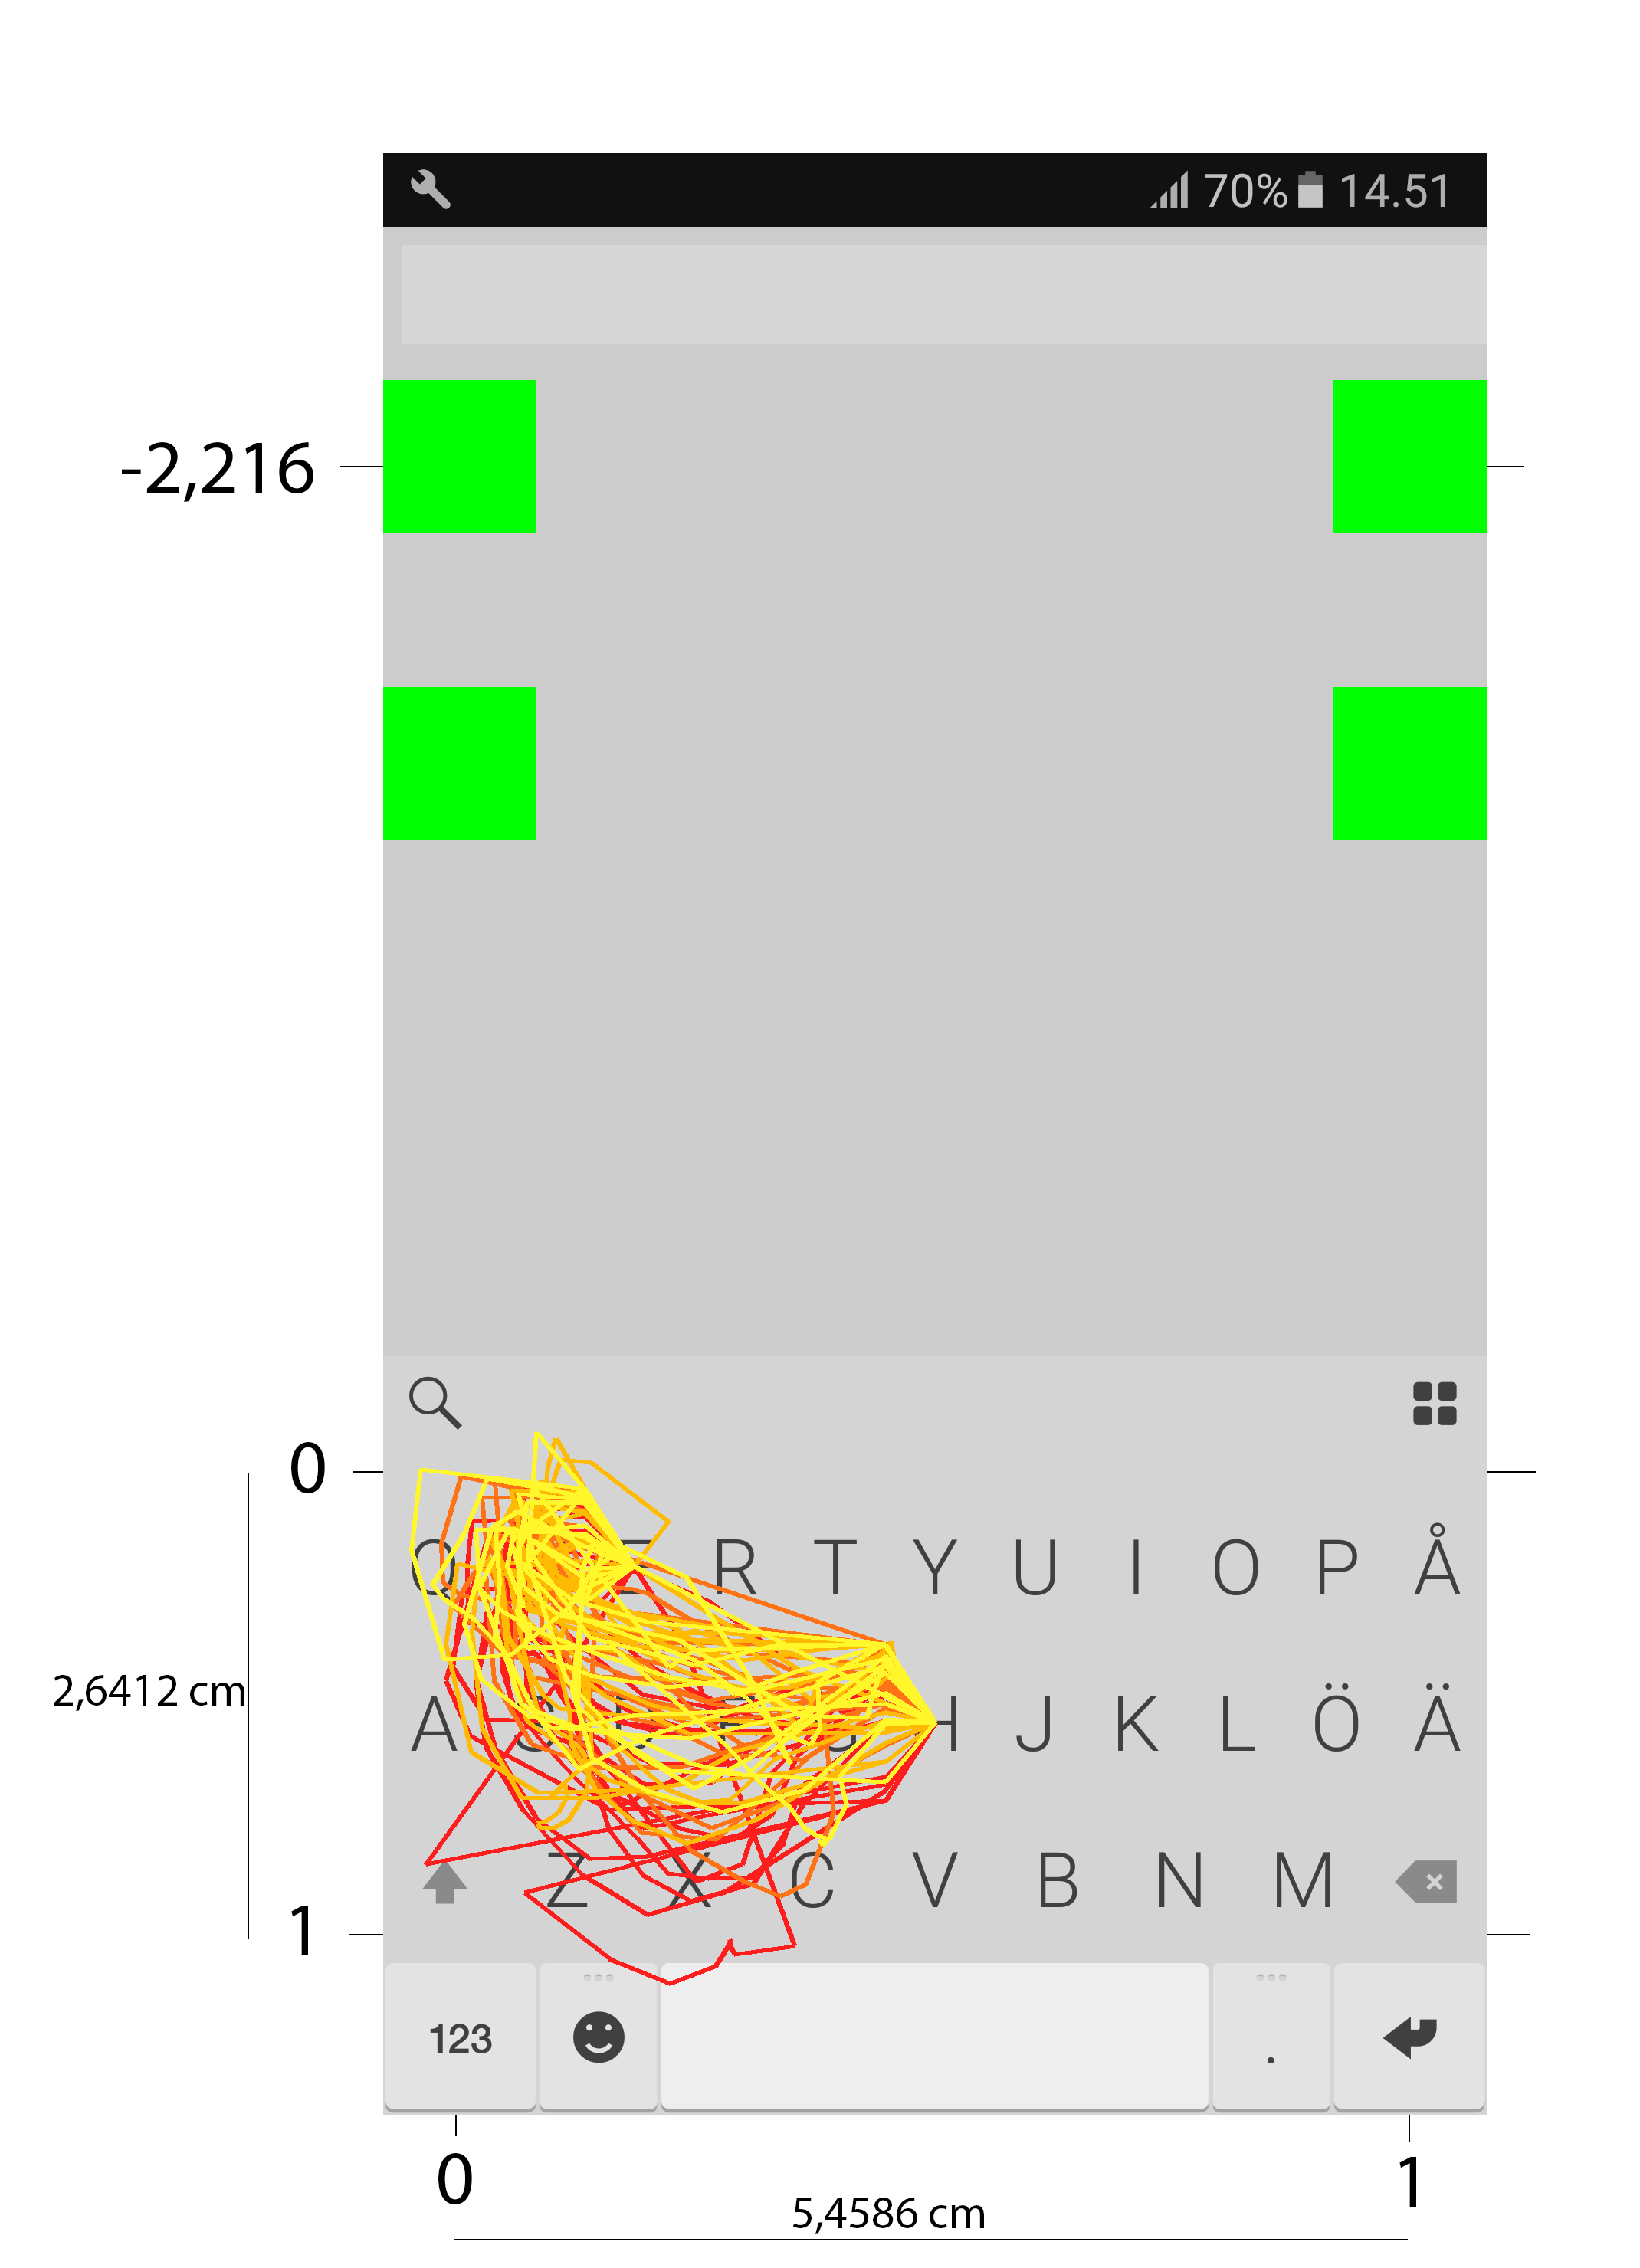 70% 14.51
-2,216
0
Q E R T Y U I O P Å
2,6412 cm
A S D F G H J K L Ö Ä
Z X C V B N M
1
123 .
0 1
5,4586 cm